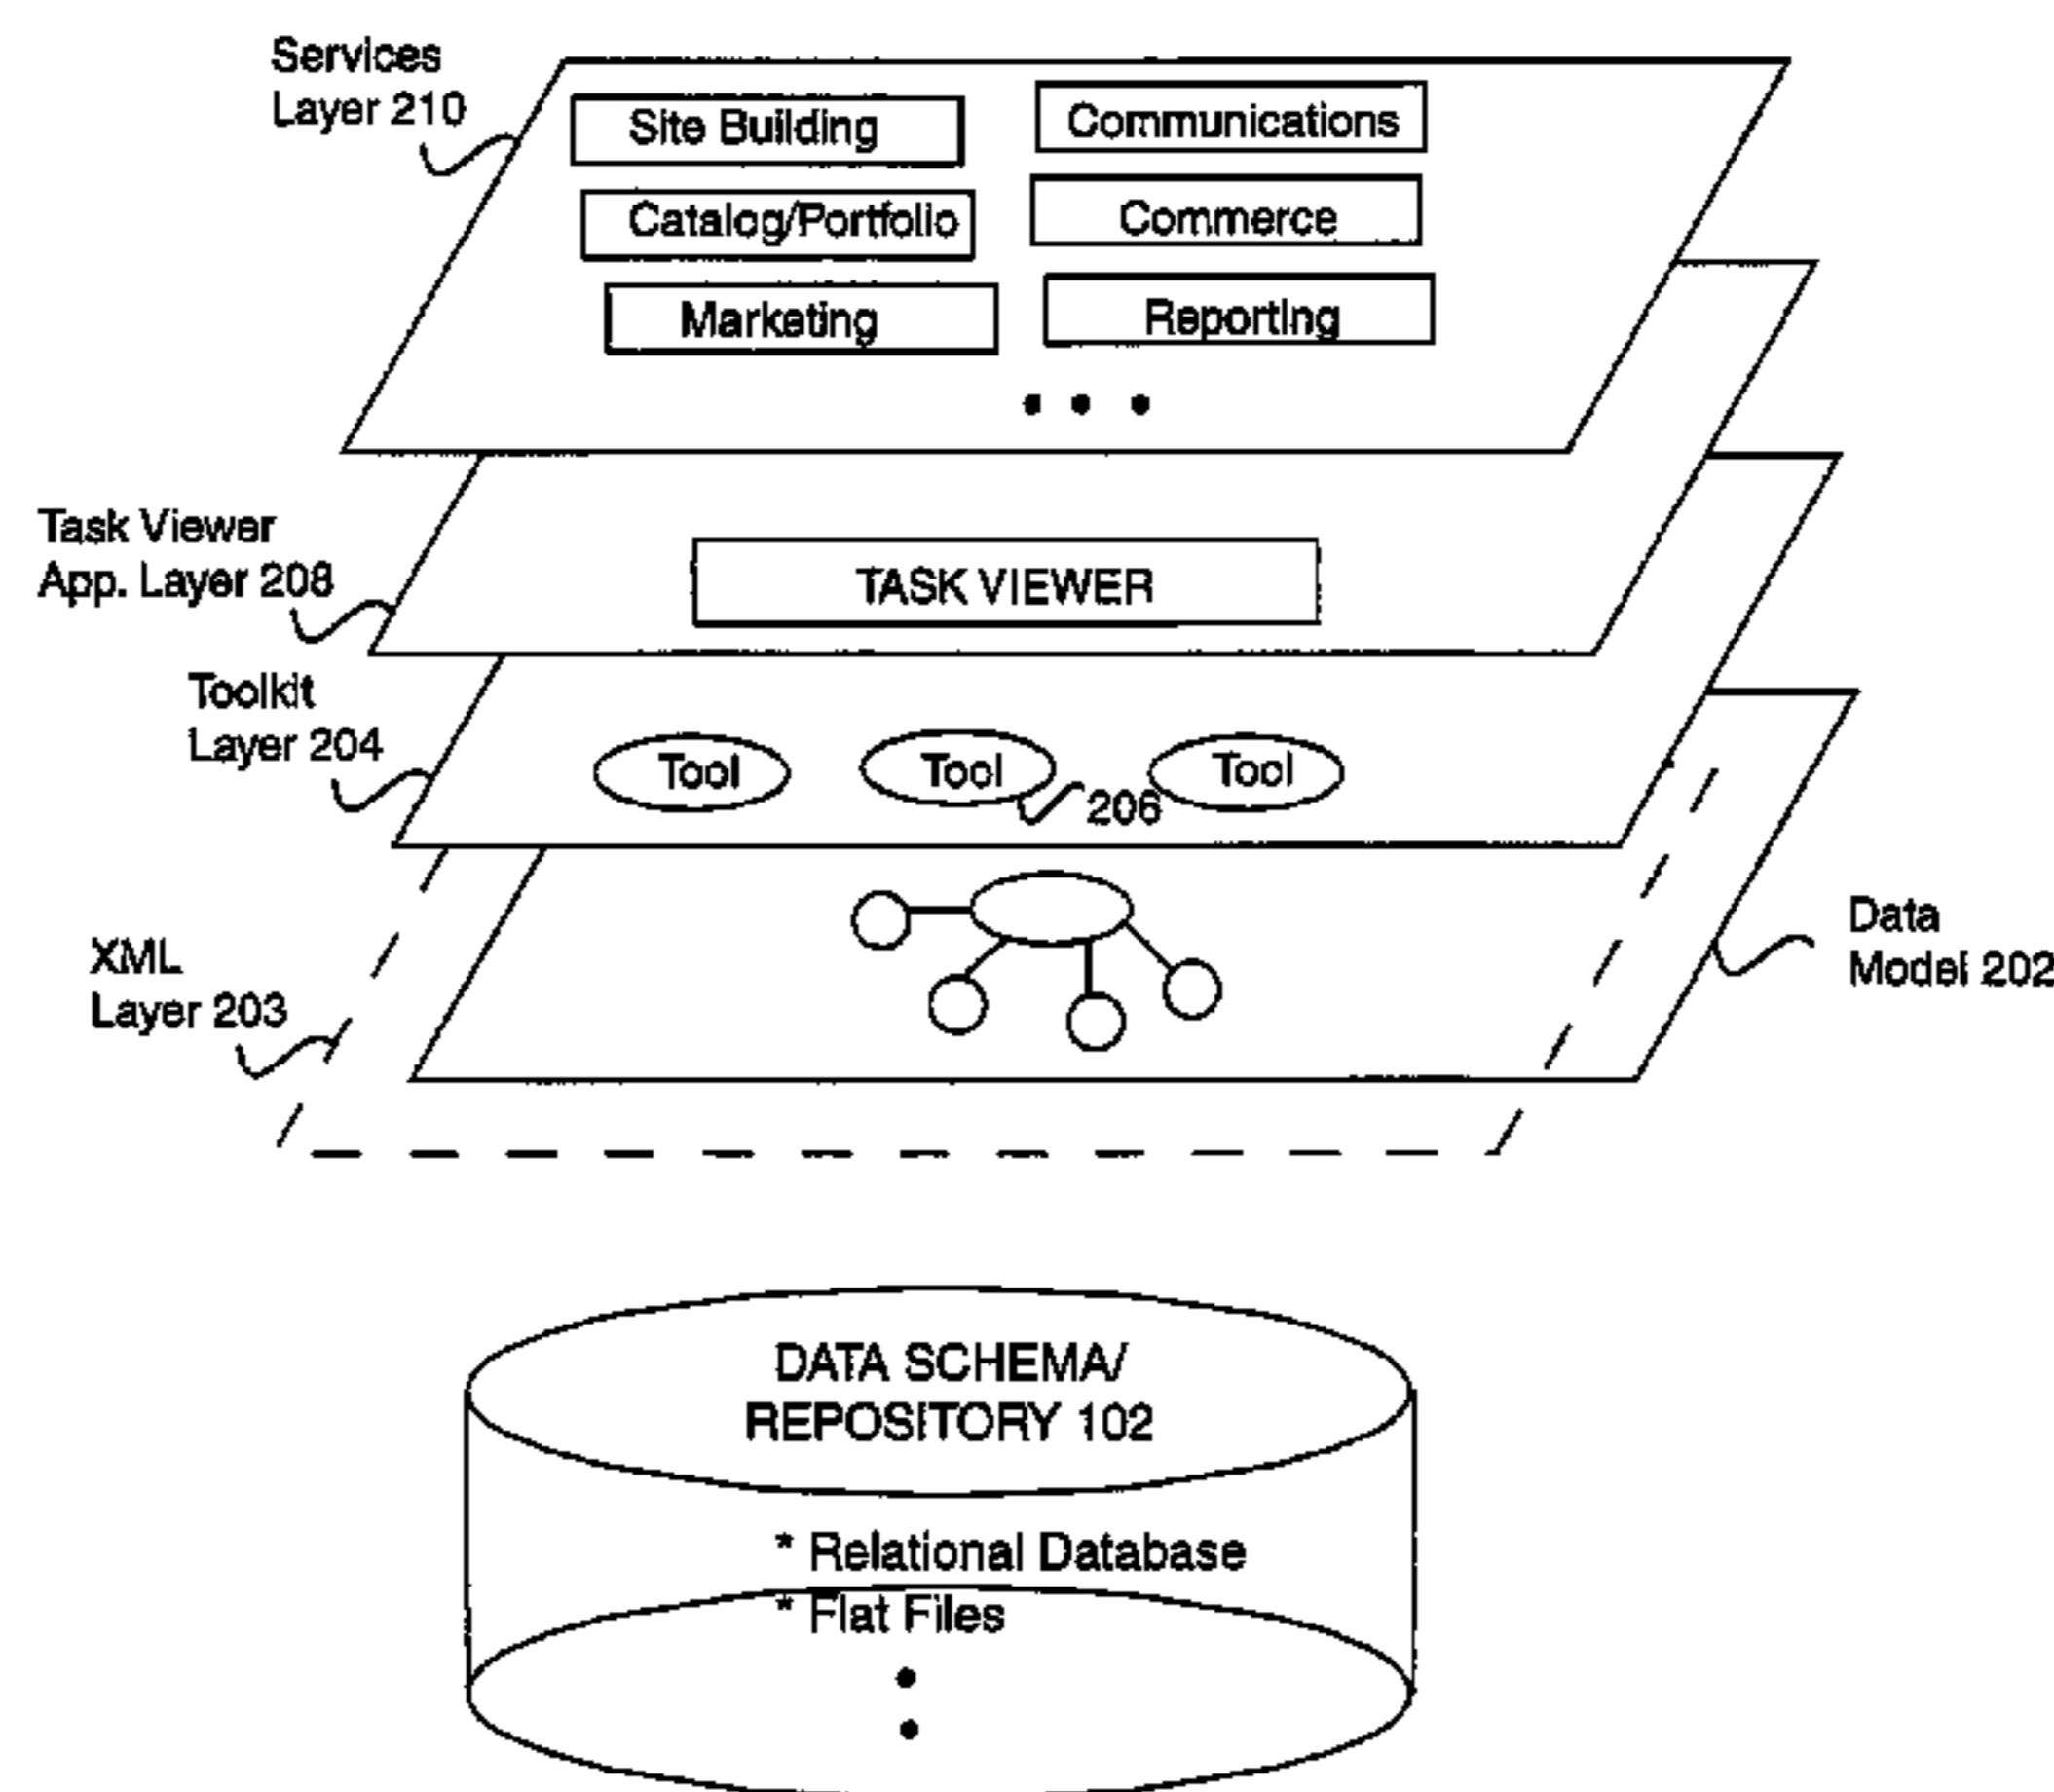 Services
Layer 210
Site Building
Communications
Catalog/Portfolio
Commerce
Marketing
Reporting
Task Viewer
App. Layer 208
TASK VIEWER
Toolkit
Layer 204
Tool
Tool
Tool
206
XML
Layer 203
Data
Model 202
DATA SCHEMA/
REPOSITORY 102
* Relational Database
* Flat Files